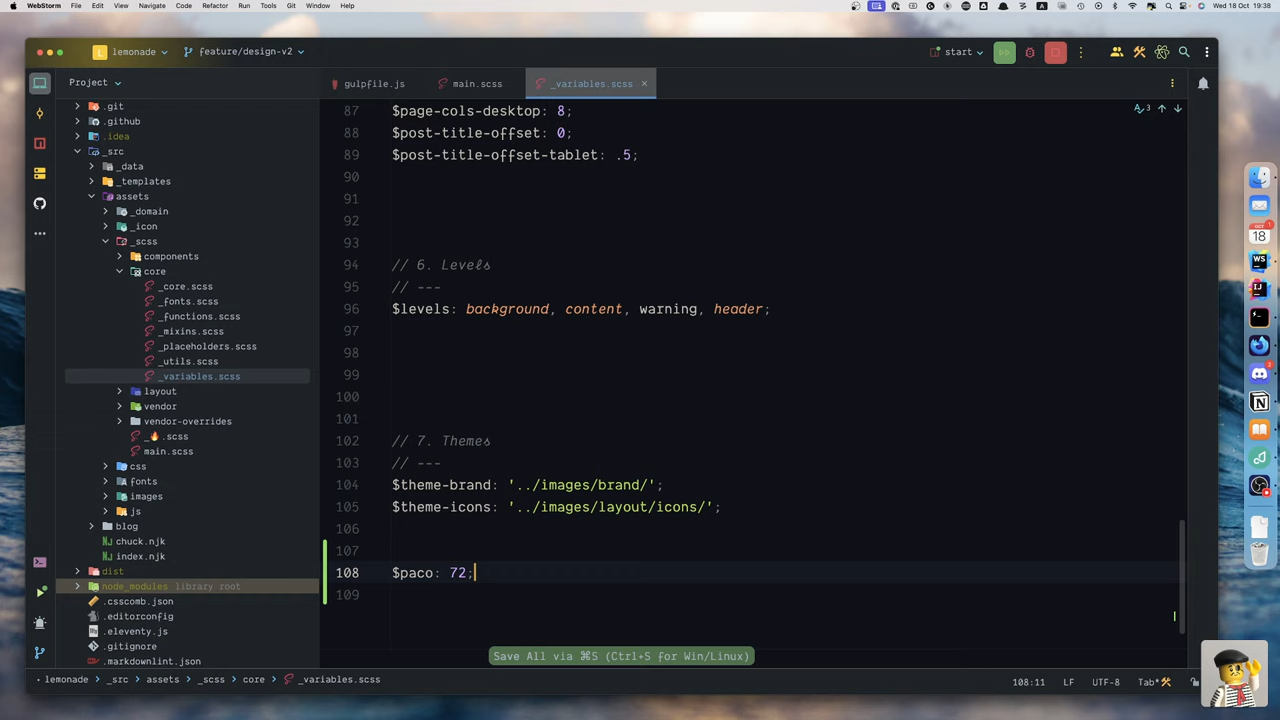 WebStorm File Edit View Navigate Code Refactor Run Tools Git Window Help Wed 18 Oct 19:38
L lemonade feature/design-v2 start
Project gulpfile.js main.scss _variables.scss
.git
.github
.idea
_src
_data
_templates
assets
_domain
_icon
_scss
components
core
_core.scss
_fonts.scss
_functions.scss
_mixins.scss
_placeholders.scss
_utils.scss
_variables.scss
layout
vendor
vendor-overrides
_🔥.scss
main.scss
css
fonts
images
js
blog
chuck.njk
index.njk
dist
node_modules library root
.csscomb.json
.editorconfig
.eleventy.js
.gitignore
.markdownlint.json
87 $page-cols-desktop: 8;
88 $post-title-offset: 0;
89 $post-title-offset-tablet: .5;
90
91
92
93
94 // 6. Levels
95 // ---
96 $levels: background, content, warning, header;
97
98
99
100
101
102 // 7. Themes
103 // ---
104 $theme-brand: '../images/brand/';
105 $theme-icons: '../images/layout/icons/';
106
107
108 $paco: 72;
109
3
Save All via ⌘S (Ctrl+S for Win/Linux)
lemonade _src assets _scss core _variables.scss 108:11 LF UTF-8 Tab*
OCT
18
WS